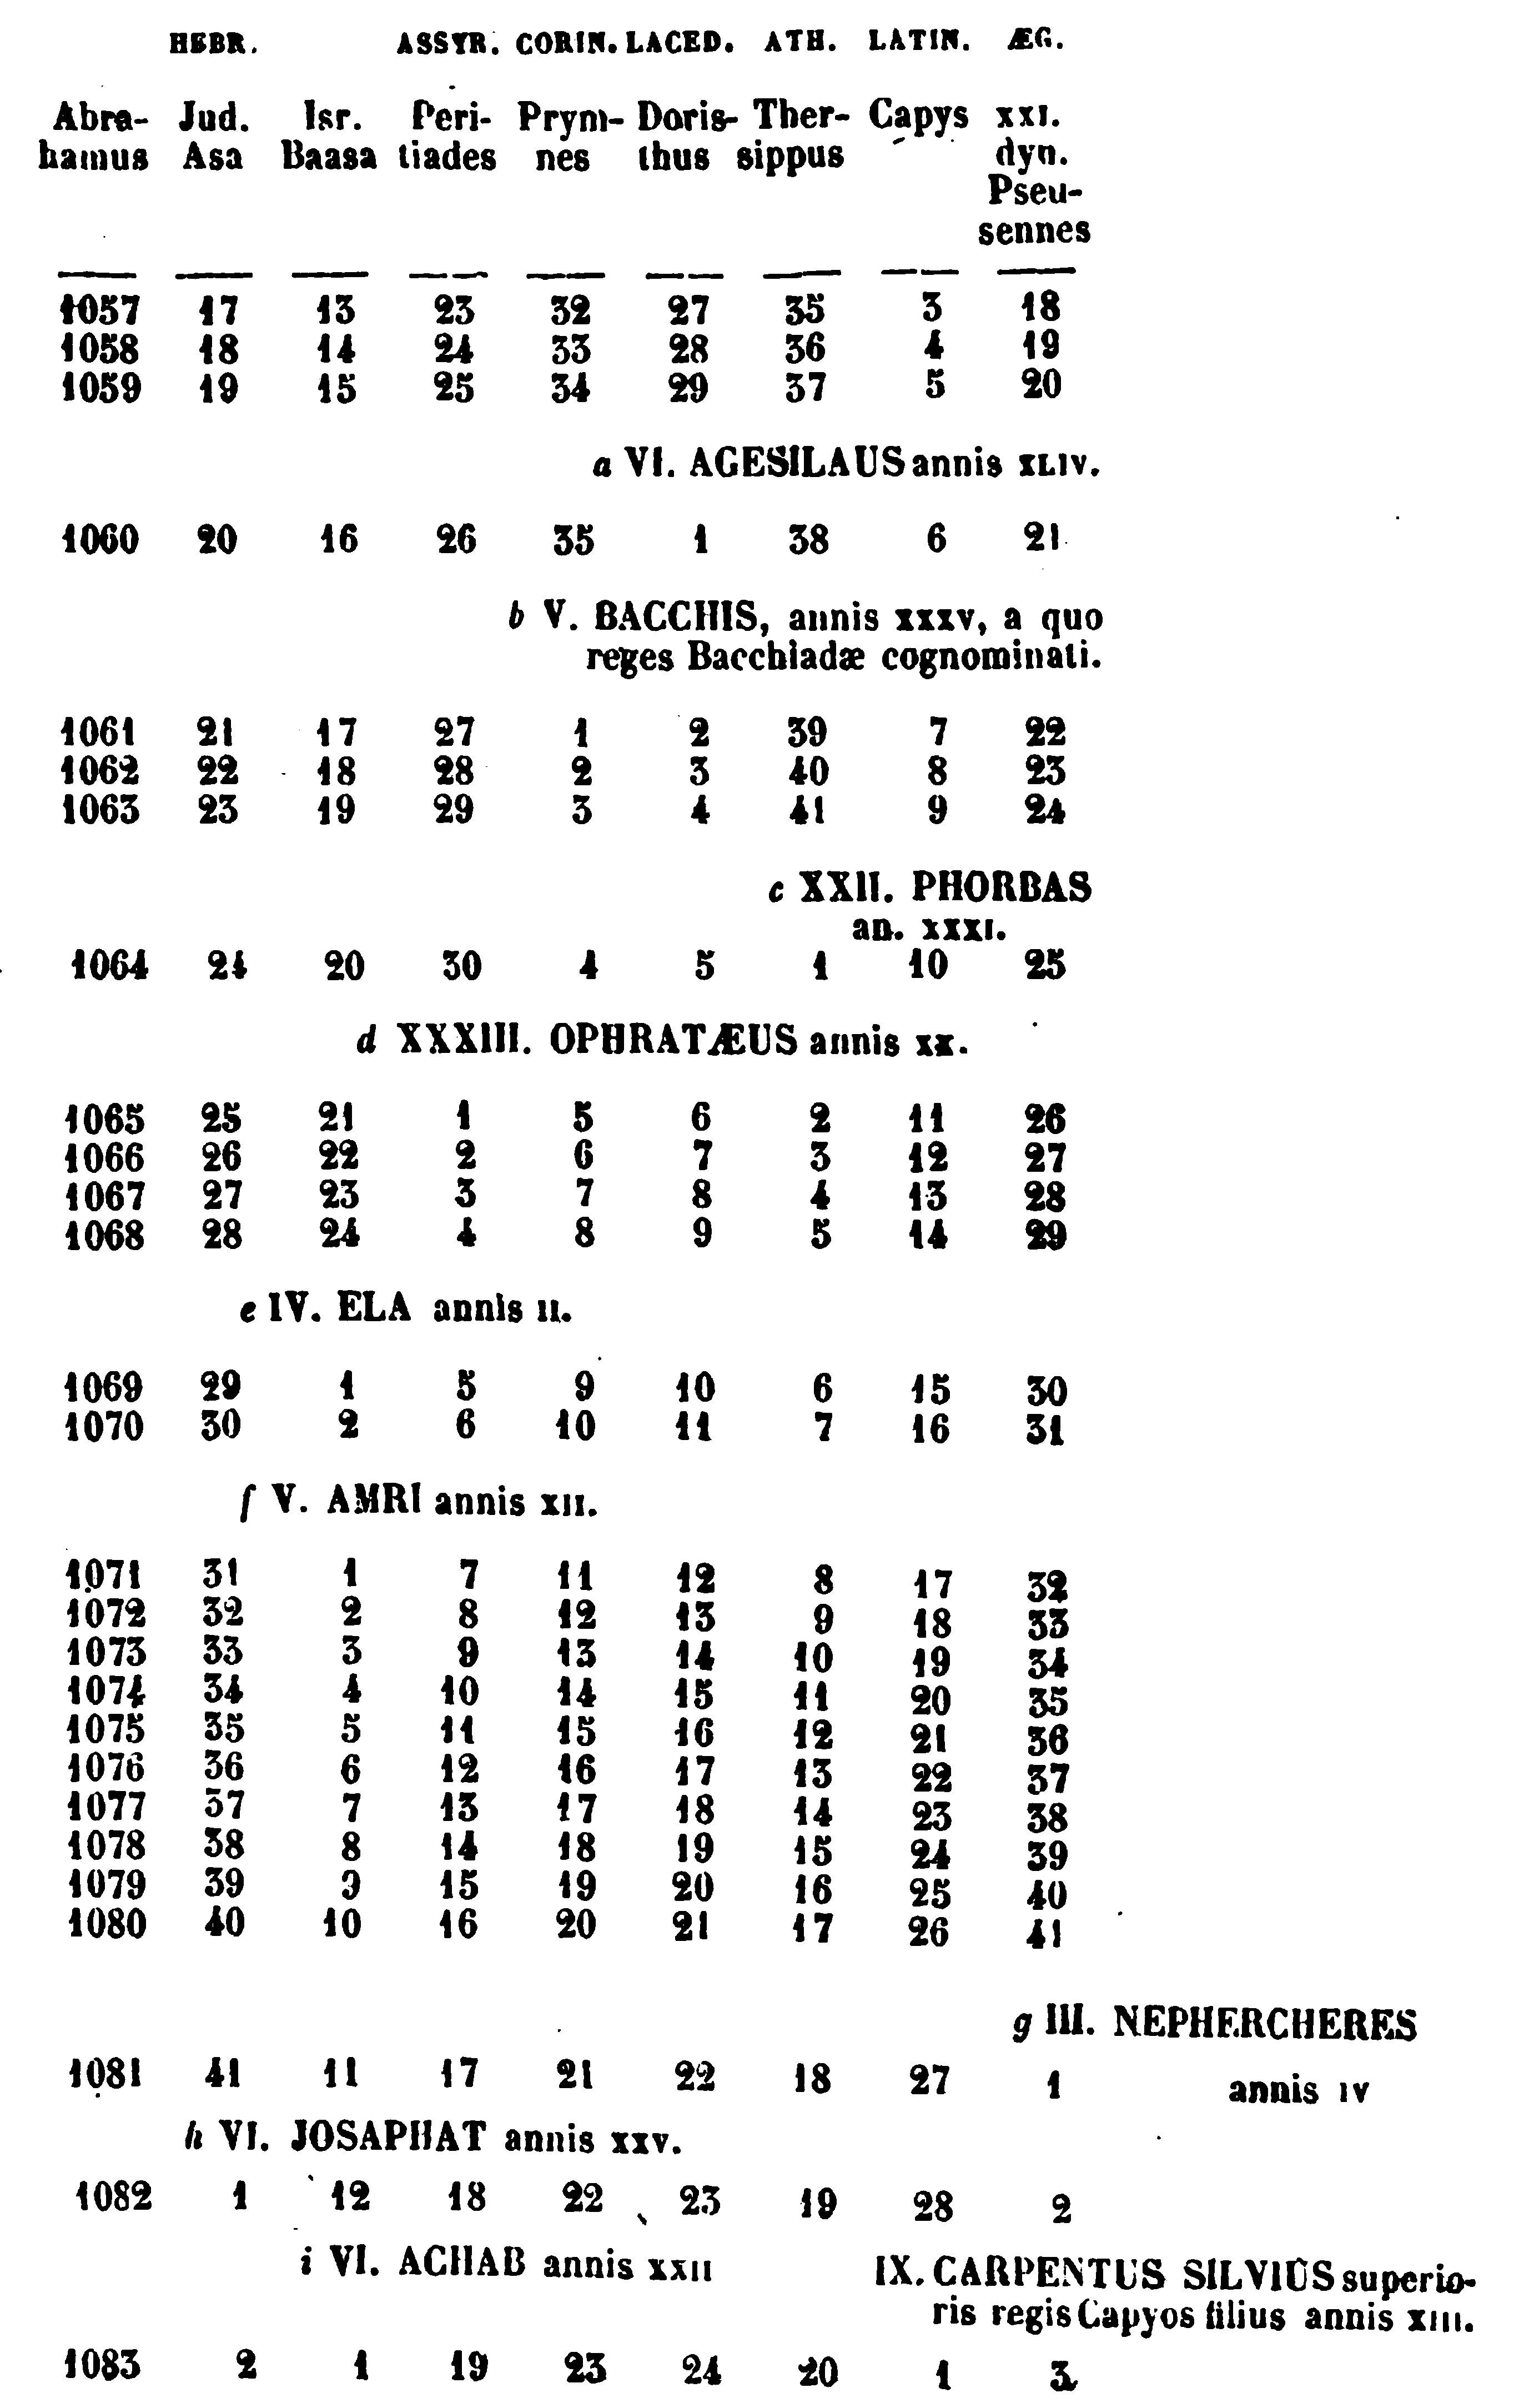 HEBR. ASSYR. CORIN. LACED. ATH. LATIN. ÆG.
Abra- Jud. Isr. Peri- Prym- Doris- Ther- Capys XXI.
hamus Asa Baasa tiades nes thus sippus dyn.
Pseu-
sennes
1057 17 13 23 32 27 35 3 18
1058 18 14 24 33 28 36 4 19
1059 19 15 25 34 29 37 5 20
a VI. AGESILAUS annis XLIV.
1060 20 16 26 35 1 38 6 21
b V. BACCHIS, annis XXXV, a quo
reges Bacchiadæ cognominati.
1061 21 17 27 1 2 39 7 22
1062 22 18 28 2 3 40 8 23
1063 23 19 29 3 4 41 9 24
c XXII. PHORBAS
an. XXXI.
1064 24 20 30 4 5 1 10 25
d XXXIII. OPHRATÆUS annis XX.
1065 25 21 1 5 6 2 11 26
1066 26 22 2 6 7 3 12 27
1067 27 23 3 7 8 4 13 28
1068 28 24 4 8 9 5 14 29
e IV. ELA annis II.
1069 29 1 5 9 10 6 15 30
1070 30 2 6 10 11 7 16 31
f V. AMRI annis XII.
1071 31 1 7 11 12 8 17 32
1072 32 2 8 12 13 9 18 33
1073 33 3 9 13 14 10 19 34
1074 34 4 10 14 15 11 20 35
1075 35 5 11 15 16 12 21 36
1076 36 6 12 16 17 13 22 37
1077 37 7 13 17 18 14 23 38
1078 38 8 14 18 19 15 24 39
1079 39 9 15 19 20 16 25 40
1080 40 10 16 20 21 17 26 41
g III. NEPHERCHERES
1081 41 11 17 21 22 18 27 1 annis IV
h VI. JOSAPHAT annis XXV.
1082 1 12 18 22 23 19 28 2
i VI. ACHAB annis XXII IX. CARPENTUS SILVIUS superio-
ris regis Capyos filius annis XIII.
1083 2 1 19 23 24 20 1 3